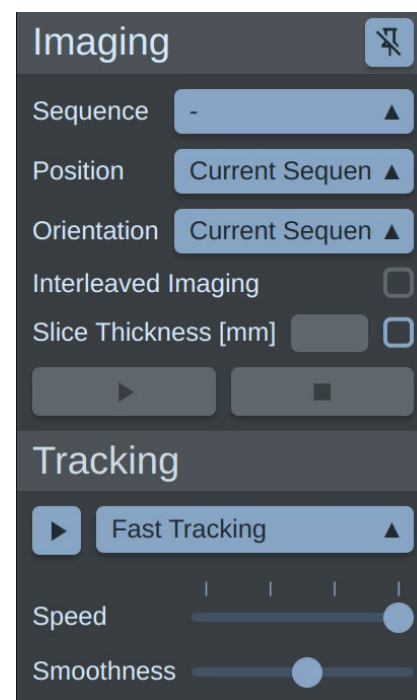 Imaging
Sequence -
Position Current Sequen
Orientation Current Sequen
Interleaved Imaging
Slice Thickness [mm]
Tracking
Fast Tracking
Speed
Smoothness